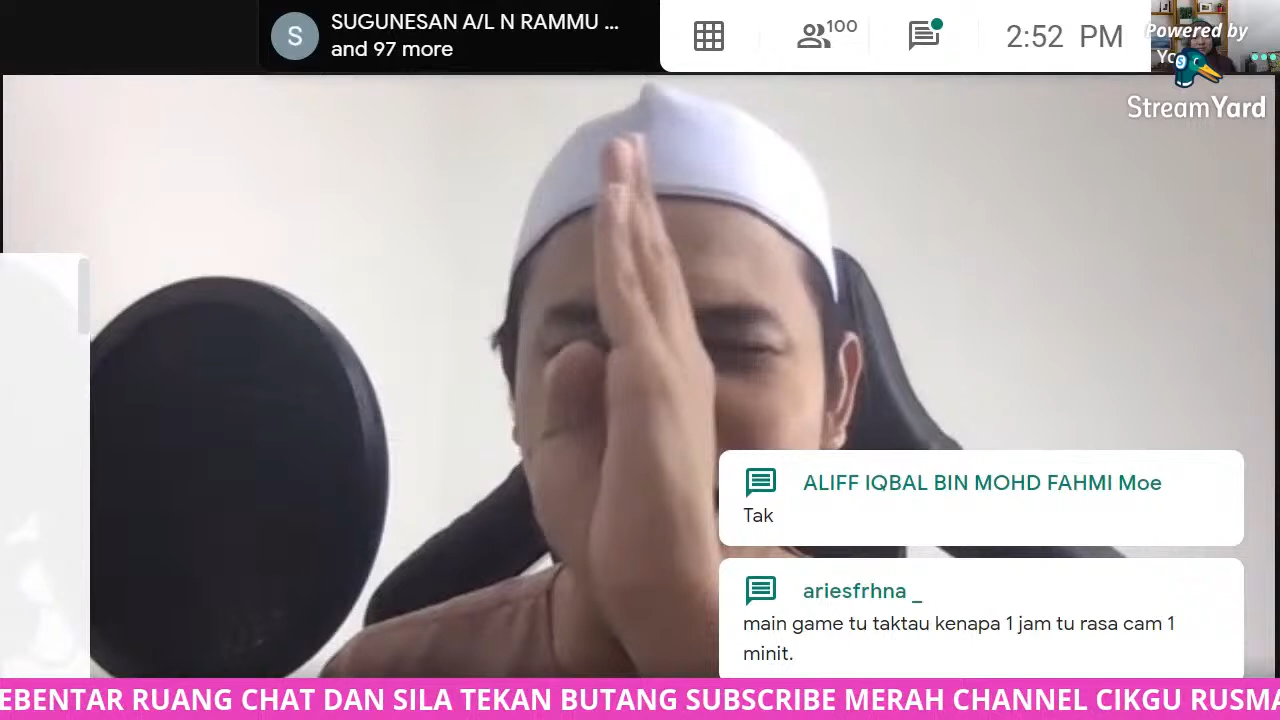 S
SUGUNESAN A/L N RAMMU ...
and 97 more
100
2:52 PM
Powered by
StreamYard
ALIFF IQBAL BIN MOHD FAHMI Moe
Tak
ariesfrhna _
main game tu taktau kenapa 1 jam tu rasa cam 1
minit.
EBENTAR RUANG CHAT DAN SILA TEKAN BUTANG SUBSCRIBE MERAH CHANNEL CIKGU RUSMA